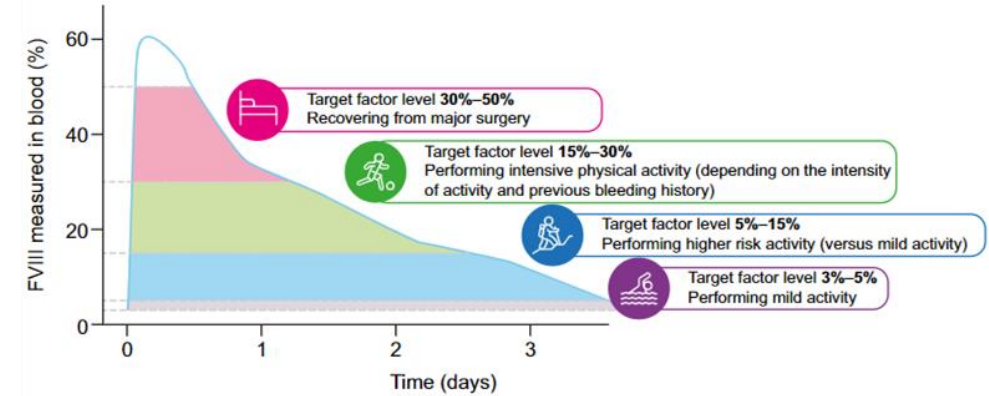 FVIII measured in blood (%)
60
40
20
0
Target factor level 30%–50%
Recovering from major surgery
Target factor level 15%–30%
Performing intensive physical activity (depending on the intensity
of activity and previous bleeding history)
Target factor level 5%–15%
Performing higher risk activity (versus mild activity)
Target factor level 3%–5%
Performing mild activity
0 1 2 3
Time (days)